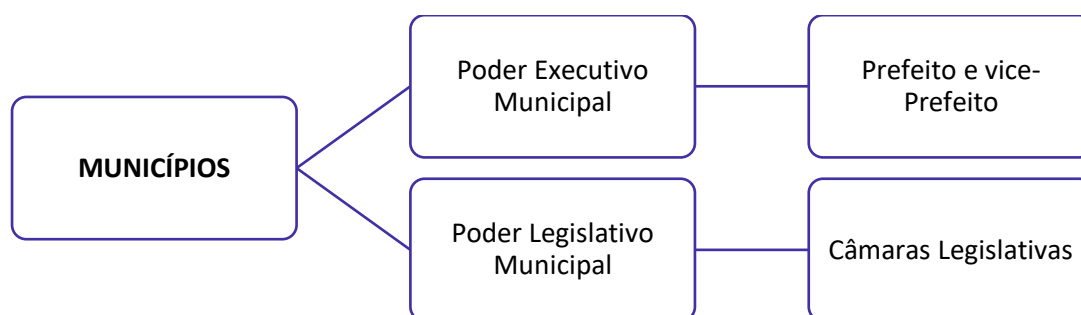 MUNICÍPIOS
Poder Executivo
Municipal
Prefeito e vice-
Prefeito
Poder Legislativo
Municipal
Câmaras Legislativas